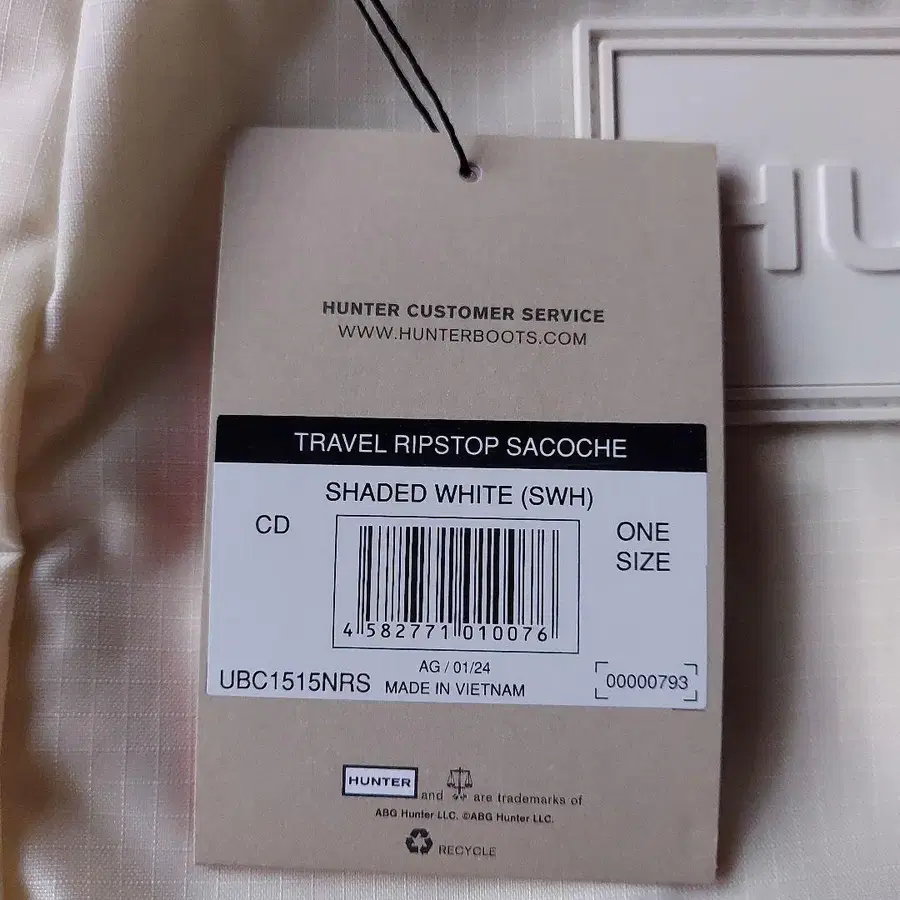 HU
HUNTER CUSTOMER SERVICE
WWW.HUNTERBOOTS.COM
TRAVEL RIPSTOP SACOCHE
SHADED WHITE (SWH)
CD
ONE
SIZE
4 582771 010076
AG / 01/24
UBC1515NRS
MADE IN VIETNAM
00000793
HUNTER and are trademarks of
ABG Hunter LLC. ©ABG Hunter LLC.
RECYCLE